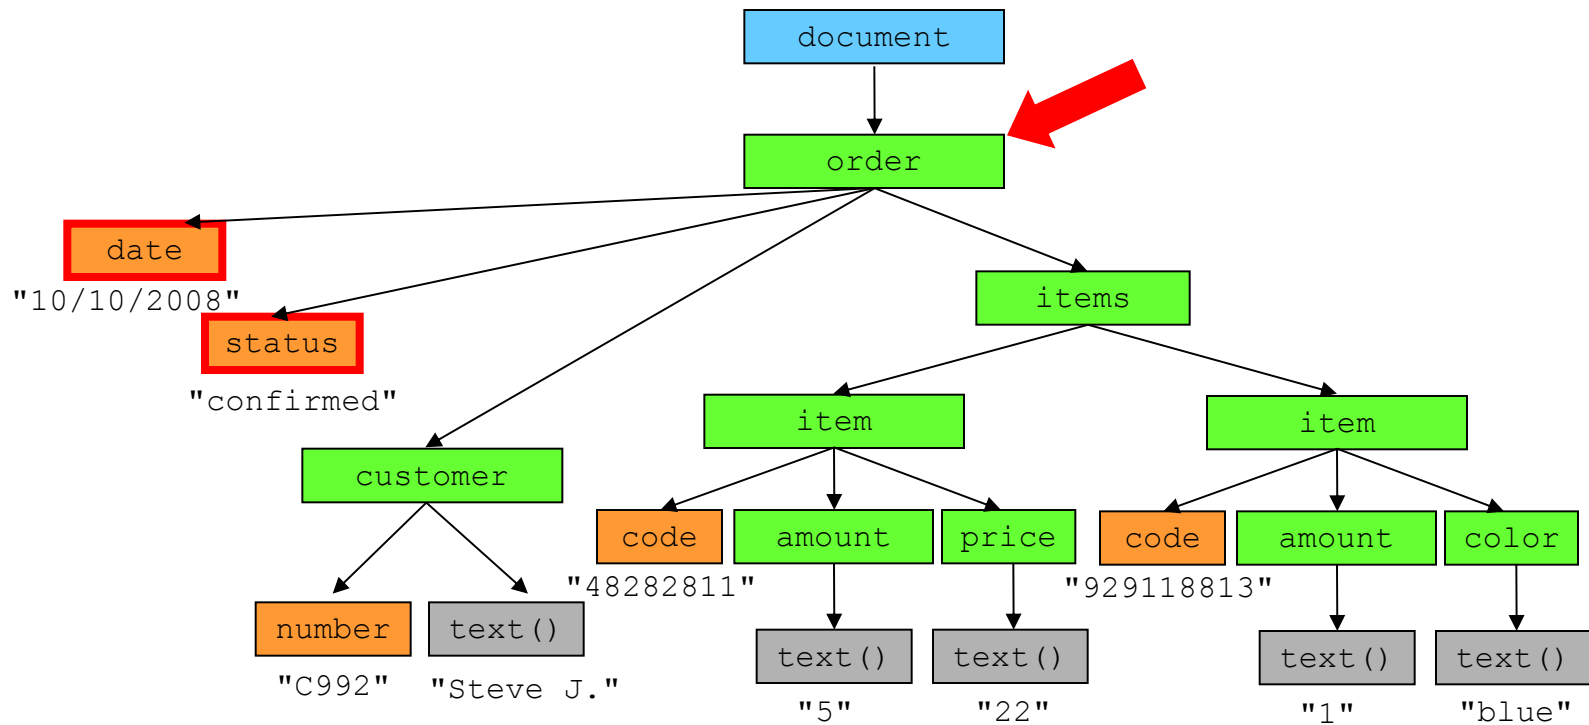 document
order
date
"10/10/2008"
items
status
"confirmed"
item
item
customer
code
amount
price
code
amount
color
"48282811"
"929118813"
number
text()
text()
text()
text()
text()
"C992"
"Steve J."
"5"
"22"
"1"
"blue"